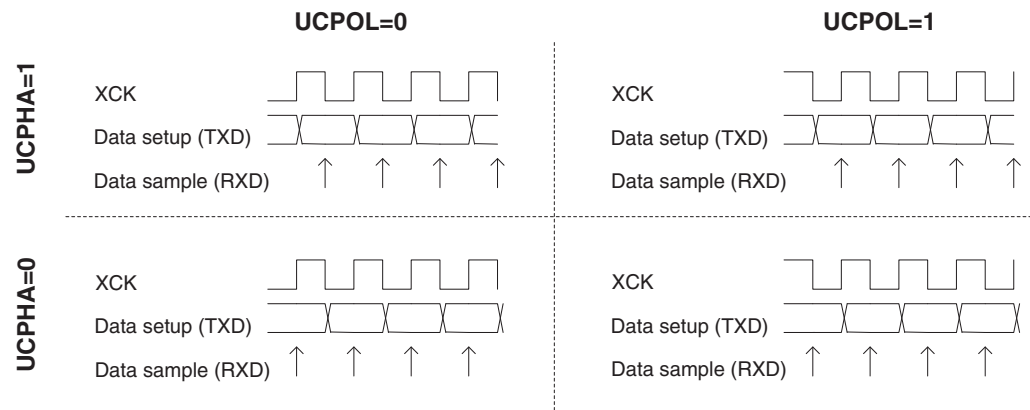 UCPOL=0 UCPOL=1
UCPHA=1
XCK
Data setup (TXD)
Data sample (RXD)
XCK
Data setup (TXD)
Data sample (RXD)
UCPHA=0
XCK
Data setup (TXD)
Data sample (RXD)
XCK
Data setup (TXD)
Data sample (RXD)